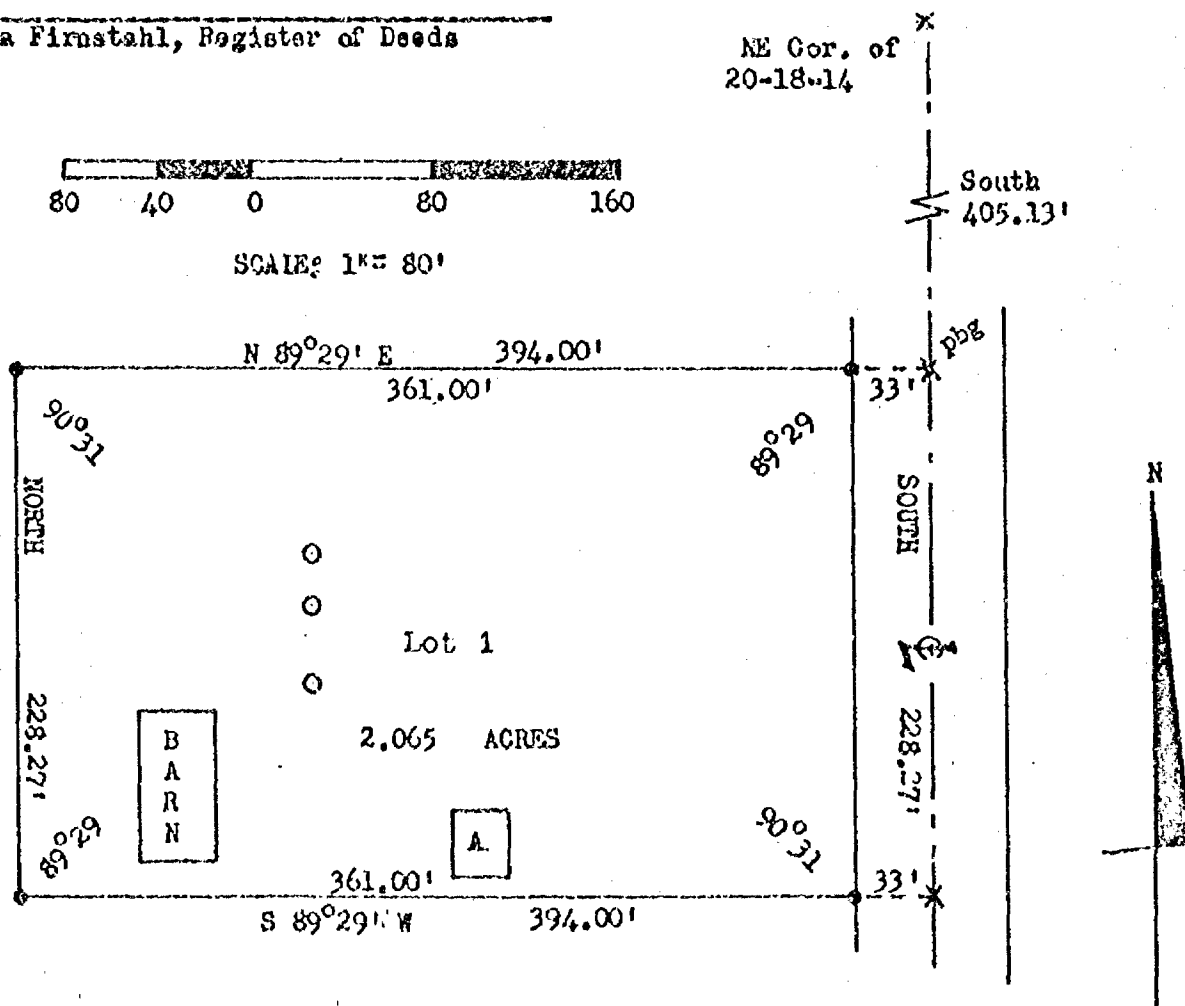 a Firnstahl, Register of Deeds
NE Cor. of
20-18-14
South
405.13'
80 40 0 80 160
SCALE: 1"= 80'
pbg
N 89°29' E 394.00'
361.00' 33'
90°31
89°29
NORTH
SOUTH
Lot 1
2.065 ACRES
228.27'
228.27'
BARN
A.
89°29
90°31
361.00' 33'
S 89°29' W 394.00'
N